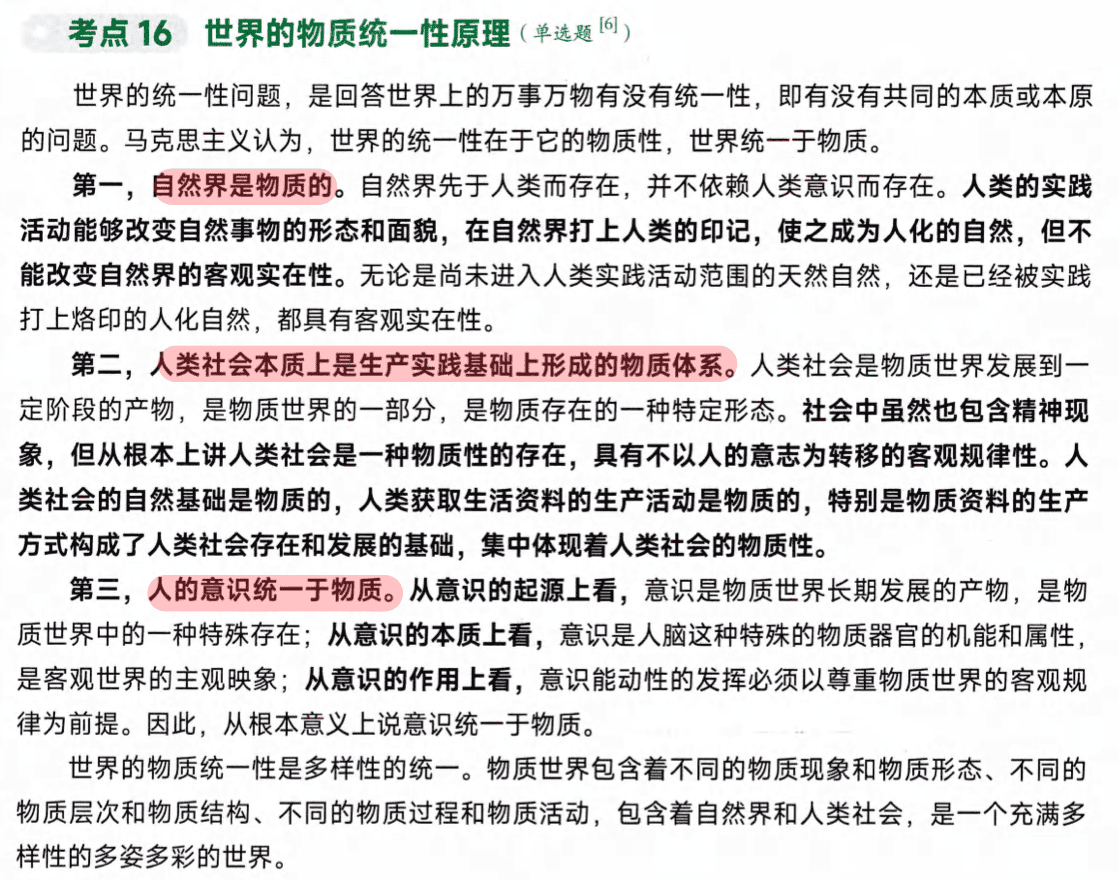 考点16 世界的物质统一性原理(单选题[6])
世界的统一性问题，是回答世界上的万事万物有没有统一性，即有没有共同的本质或本原
的问题。马克思主义认为，世界的统一性在于它的物质性，世界统一于物质。
第一，自然界是物质的。自然界先于人类而存在，并不依赖人类意识而存在。人类的实践
活动能够改变自然事物的形态和面貌，在自然界打上人类的印记，使之成为人化的自然，但不
能改变自然界的客观实在性。无论是尚未进入人类实践活动范围的天然自然，还是已经被实践
打上烙印的人化自然，都具有客观实在性。
第二，人类社会本质上是生产实践基础上形成的物质体系。人类社会是物质世界发展到一
定阶段的产物，是物质世界的一部分，是物质存在的一种特定形态。社会中虽然也包含精神现
象，但从根本上讲人类社会是一种物质性的存在，具有不以人的意志为转移的客观规律性。人
类社会的自然基础是物质的，人类获取生活资料的生产活动是物质的，特别是物质资料的生产
方式构成了人类社会存在和发展的基础，集中体现着人类社会的物质性。
第三，人的意识统一于物质。从意识的起源上看，意识是物质世界长期发展的产物，是物
质世界中的一种特殊存在；从意识的本质上看，意识是人脑这种特殊的物质器官的机能和属性，
是客观世界的主观映象；从意识的作用上看，意识能动性的发挥必须以尊重物质世界的客观规
律为前提。因此，从根本意义上说意识统一于物质。
世界的物质统一性是多样性的统一。物质世界包含着不同的物质现象和物质形态、不同的
物质层次和物质结构、不同的物质过程和物质活动，包含着自然界和人类社会，是一个充满多
样性的多姿多彩的世界。